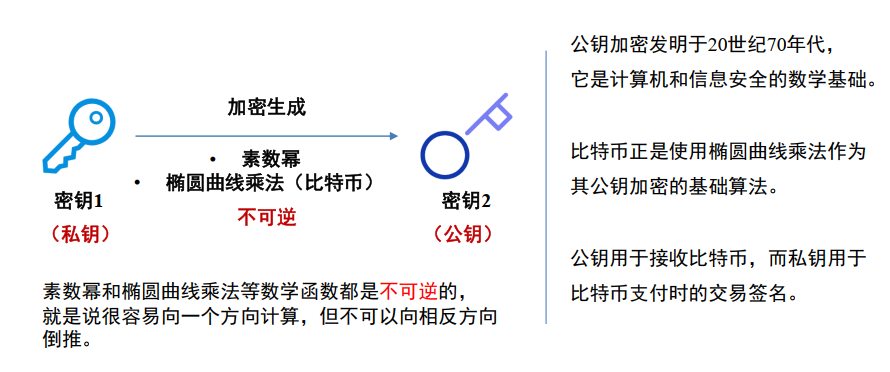 加密生成
• 素数幂
• 椭圆曲线乘法（比特币）
不可逆
密钥1
（私钥）
密钥2
（公钥）
素数幂和椭圆曲线乘法等数学函数都是不可逆的，
就是说很容易向一个方向计算，但不可以向相反方向
倒推。
公钥加密发明于20世纪70年代，
它是计算机和信息安全的数学基础。
比特币正是使用椭圆曲线乘法作为
其公钥加密的基础算法。
公钥用于接收比特币，而私钥用于
比特币支付时的交易签名。